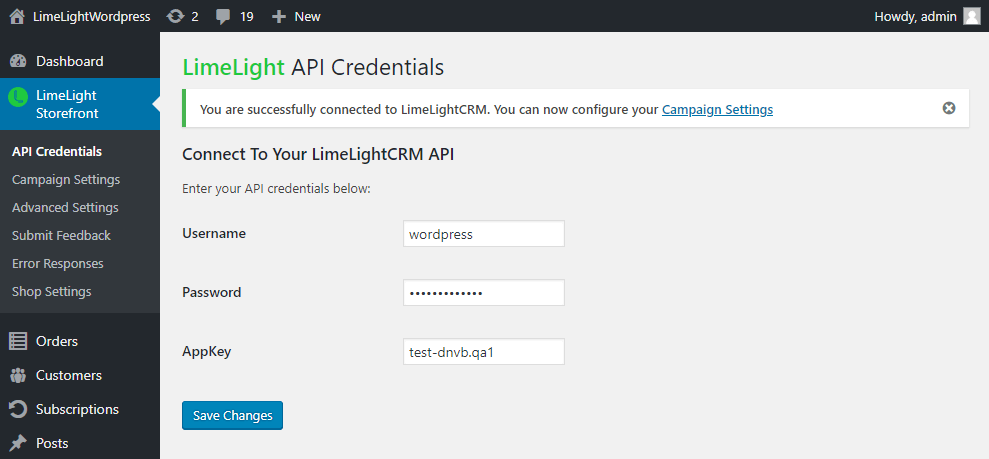 LimeLightWordpress 2 19 New Howdy, admin
Dashboard
LimeLight
Storefront
API Credentials
Campaign Settings
Advanced Settings
Submit Feedback
Error Responses
Shop Settings
Orders
Customers
Subscriptions
Posts
LimeLight API Credentials
You are successfully connected to LimeLightCRM. You can now configure your Campaign Settings
Connect To Your LimeLightCRM API
Enter your API credentials below:
Username wordpress
Password •••••••••••••
AppKey test-dnvb.qa1
Save Changes